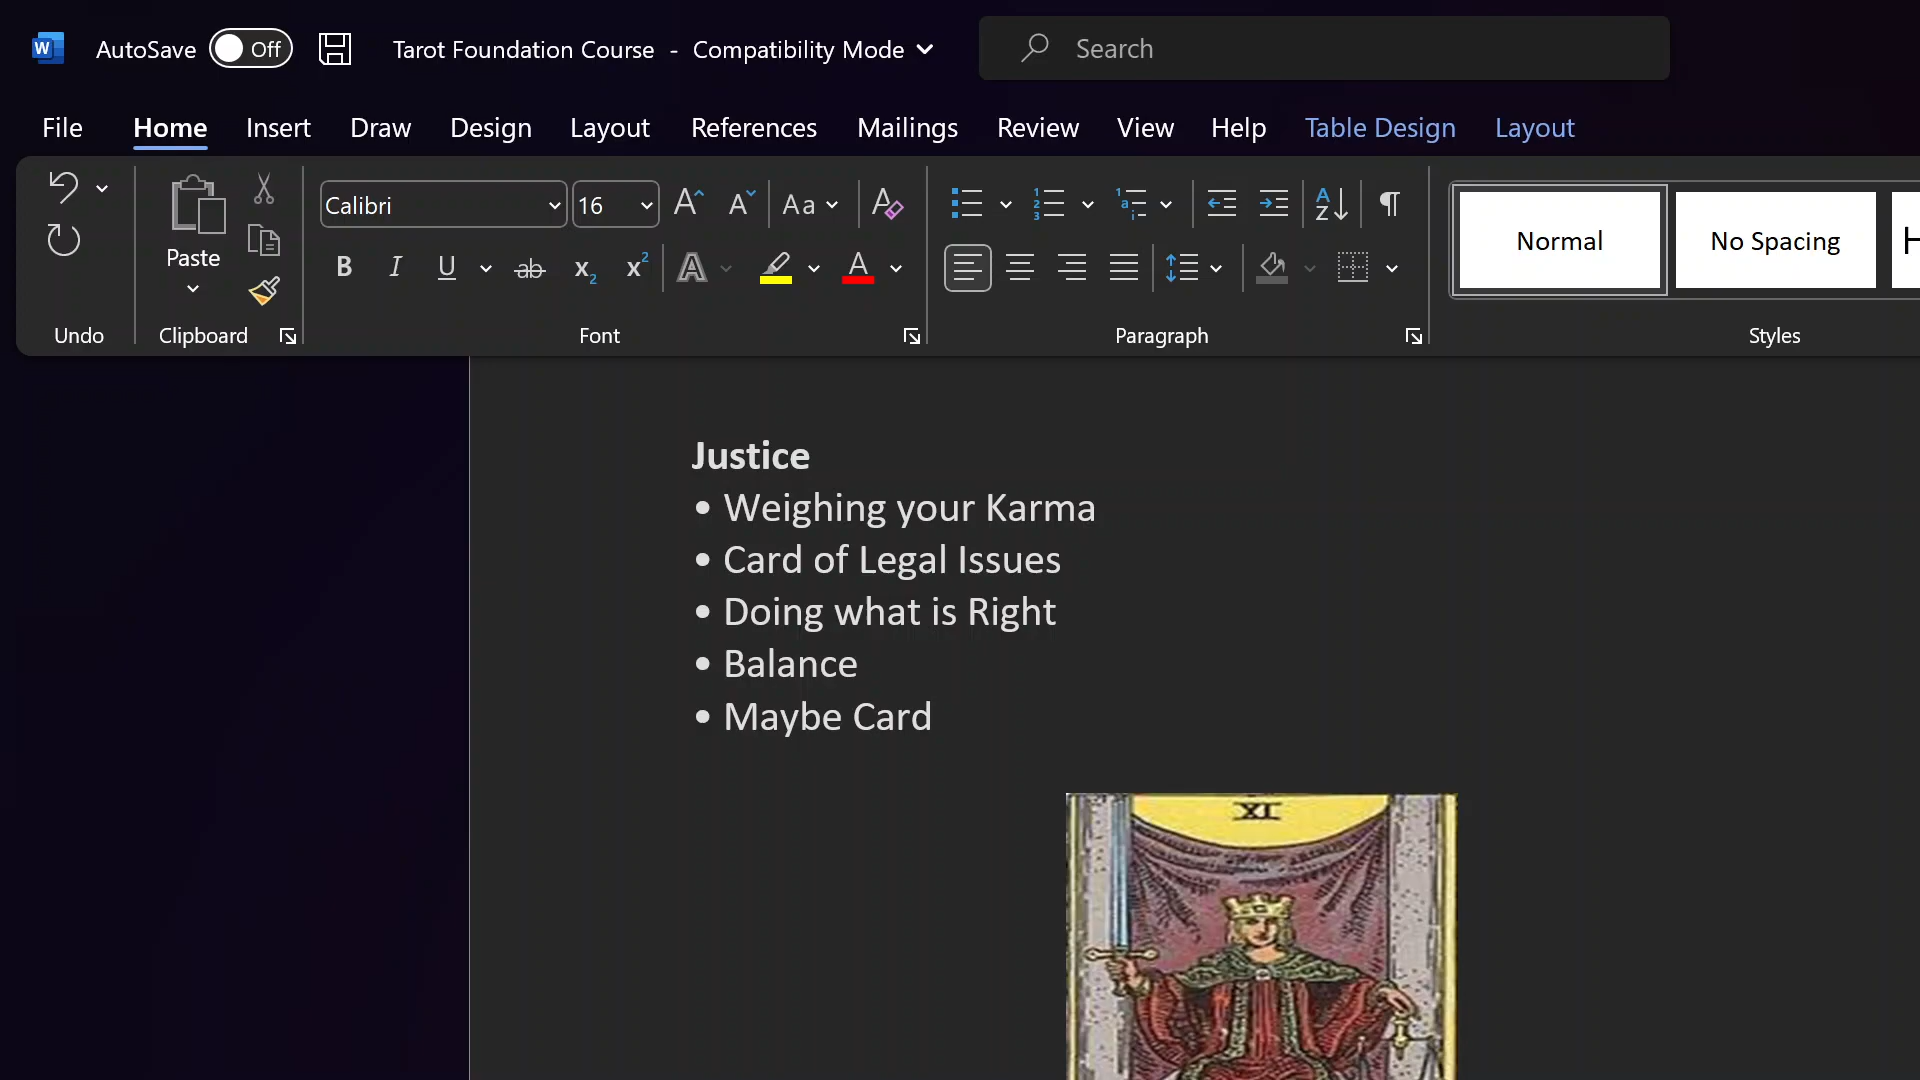 AutoSave Off Tarot Foundation Course - Compatibility Mode Search
File Home Insert Draw Design Layout References Mailings Review View Help Table Design Layout
Paste
Calibri 16
Normal
No Spacing
Undo Clipboard Font Paragraph Styles
Justice
• Weighing your Karma
• Card of Legal Issues
• Doing what is Right
• Balance
• Maybe Card
XI